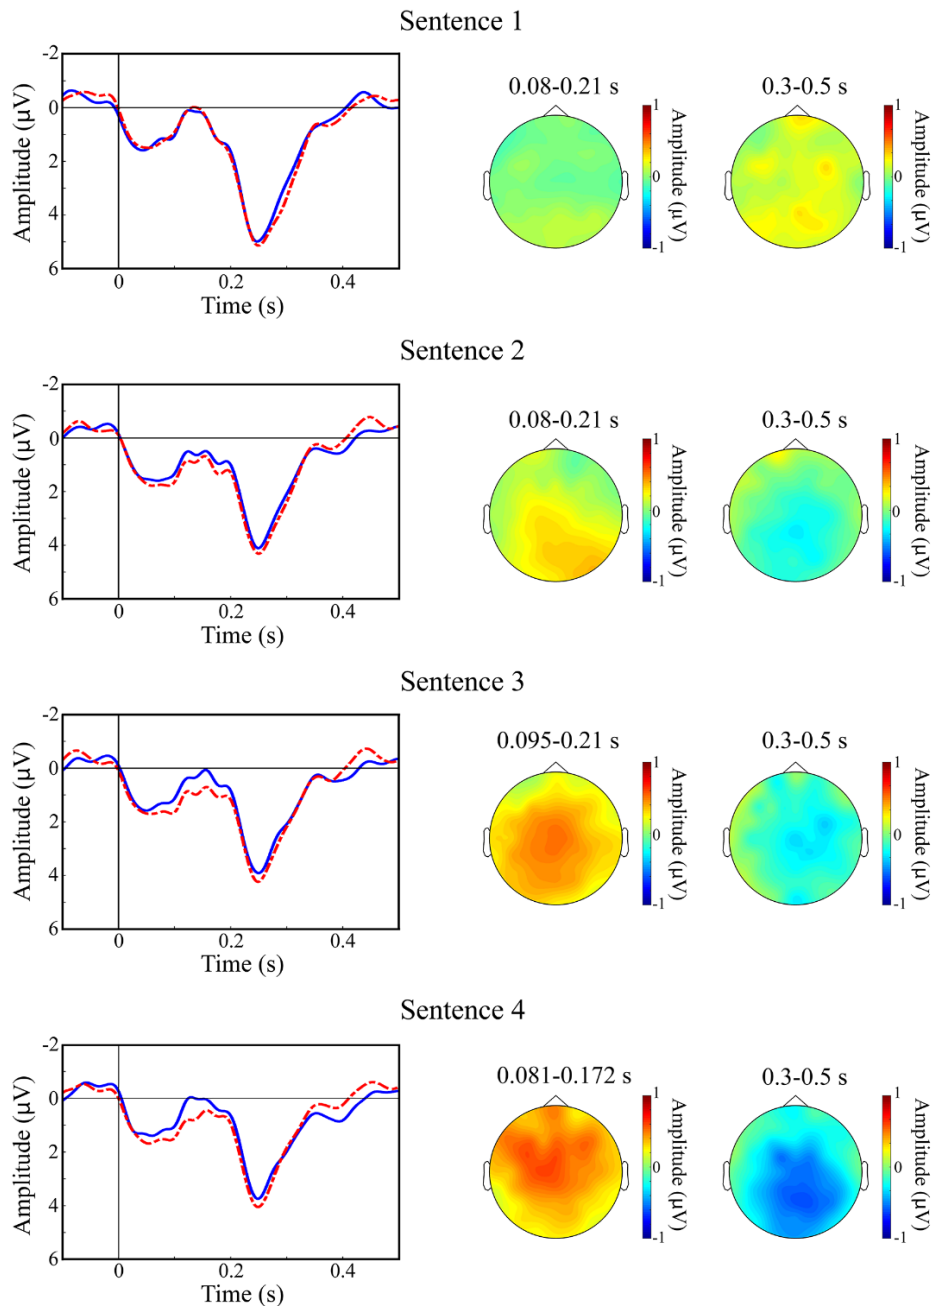 Sentence 1
-2
0
2
4
6
Amplitude (μV)
0
0.2
0.4
Time (s)
0.08-0.21 s
1
0
-1
Amplitude (μV)
0.3-0.5 s
1
0
-1
Amplitude (μV)
Sentence 2
-2
0
2
4
6
Amplitude (μV)
0
0.2
0.4
Time (s)
0.08-0.21 s
1
0
-1
Amplitude (μV)
0.3-0.5 s
1
0
-1
Amplitude (μV)
Sentence 3
-2
0
2
4
6
Amplitude (μV)
0
0.2
0.4
Time (s)
0.095-0.21 s
1
0
-1
Amplitude (μV)
0.3-0.5 s
1
0
-1
Amplitude (μV)
Sentence 4
-2
0
2
4
6
Amplitude (μV)
0
0.2
0.4
Time (s)
0.081-0.172 s
1
0
-1
Amplitude (μV)
0.3-0.5 s
1
0
-1
Amplitude (μV)